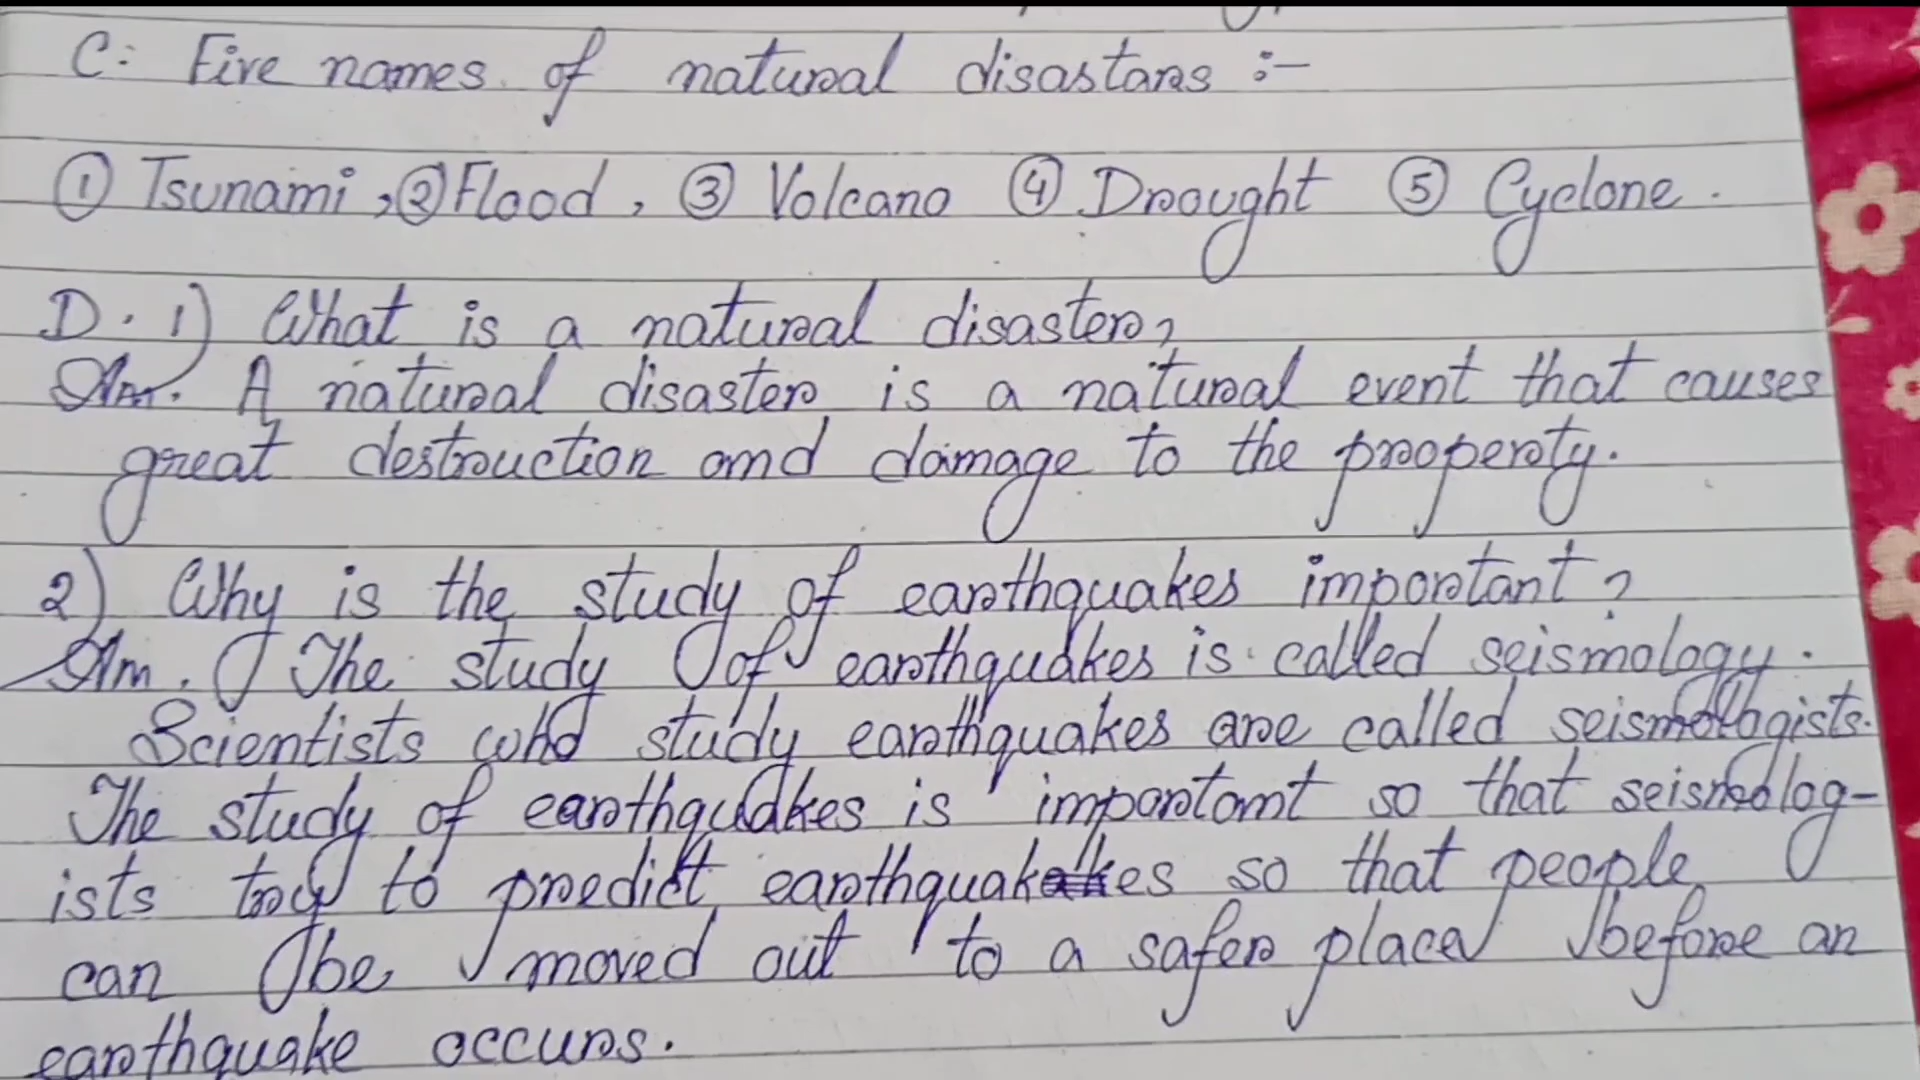 C: Five names of natural disastars :-
① Tsunami, ② Flood, ③ Volcano ④ Drought ⑤ Cyclone.
D. 1) What is a natural disaster?
Ans. A natural disaster is a natural event that causes
great destruction and damage to the property.
2) Why is the study of earthquakes important?
Ans. The study of earthquakes is called seismology.
Scientists who study earthquakes are called seismologists.
The study of earthquakes is important so that seismolog-
ists try to predict earthquakes so that people
can be moved out to a safer place before an
earthquake occurs.